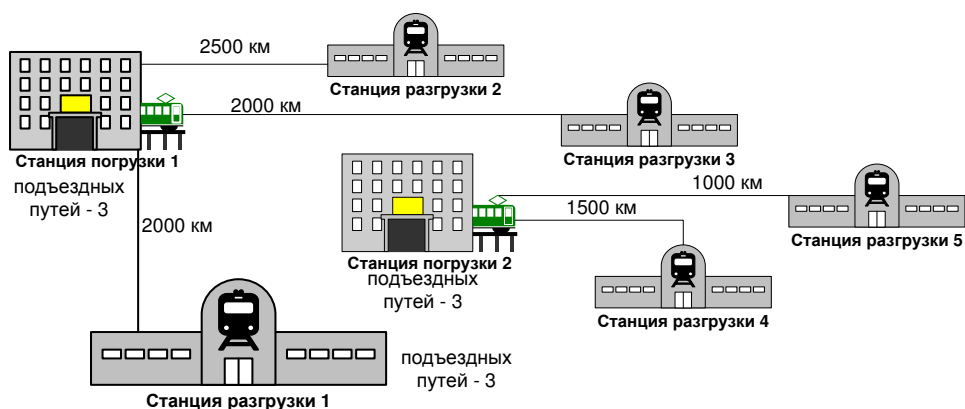 2500 км
Станция разгрузки 2
2000 км
Станция разгрузки 3
Станция погрузки 1
подъездных
путей - 3
1000 км
1500 км
Станция разгрузки 5
2000 км
Станция погрузки 2
подъездных
путей - 3
Станция разгрузки 4
подъездных
путей - 3
Станция разгрузки 1